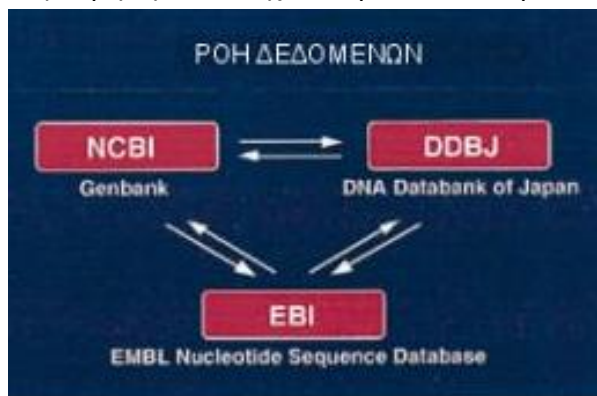 ΡΟΗ ΔΕΔΟΜΕΝΩΝ
NCBI
DDBJ
Genbank
DNA Databank of Japan
EBI
EMBL Nucleotide Sequence Database